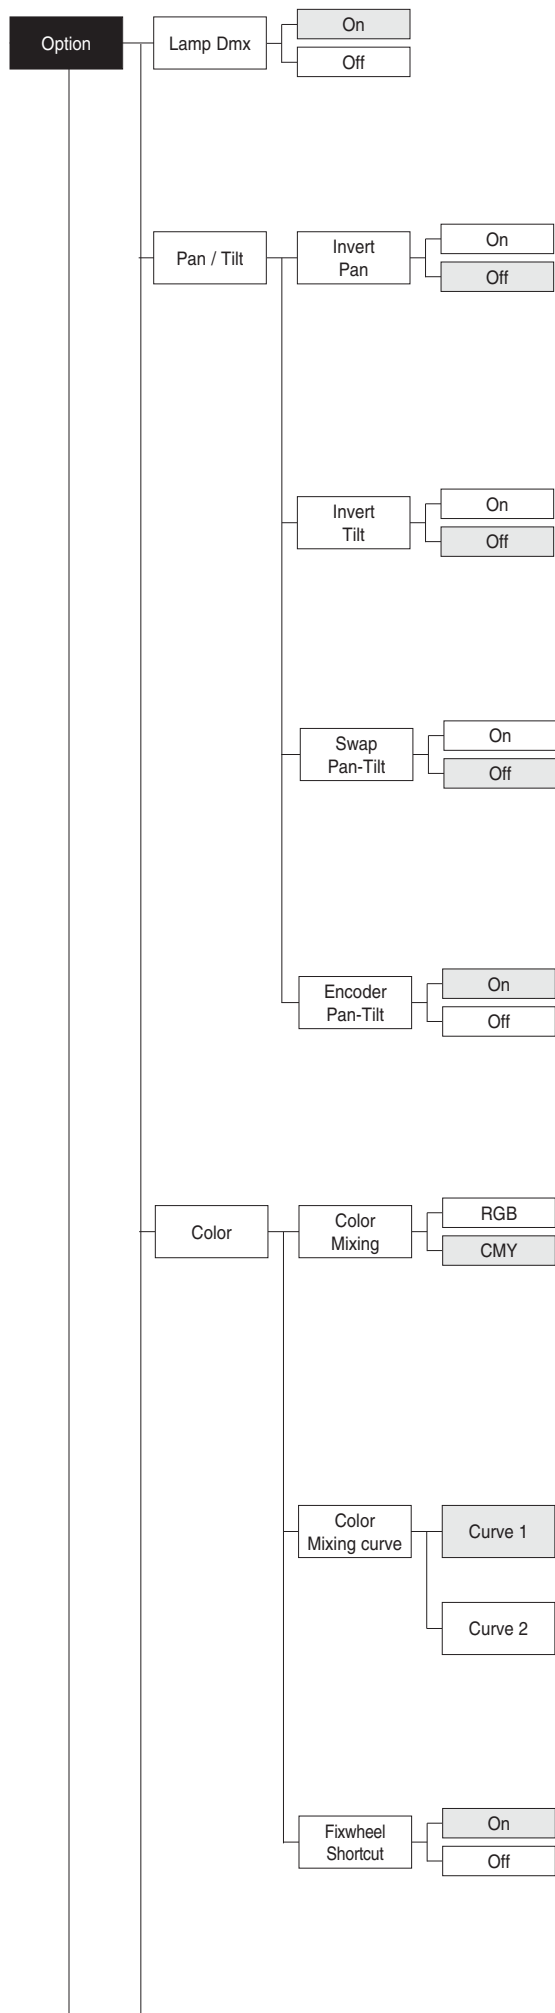 Option
Lamp Dmx
On
Off
Pan / Tilt
Invert
Pan
On
Off
Invert
Tilt
On
Off
Swap
Pan-Tilt
On
Off
Encoder
Pan-Tilt
On
Off
Color
Color
Mixing
RGB
CMY
Color
Mixing curve
Curve 1
Curve 2
Fixwheel
Shortcut
On
Off